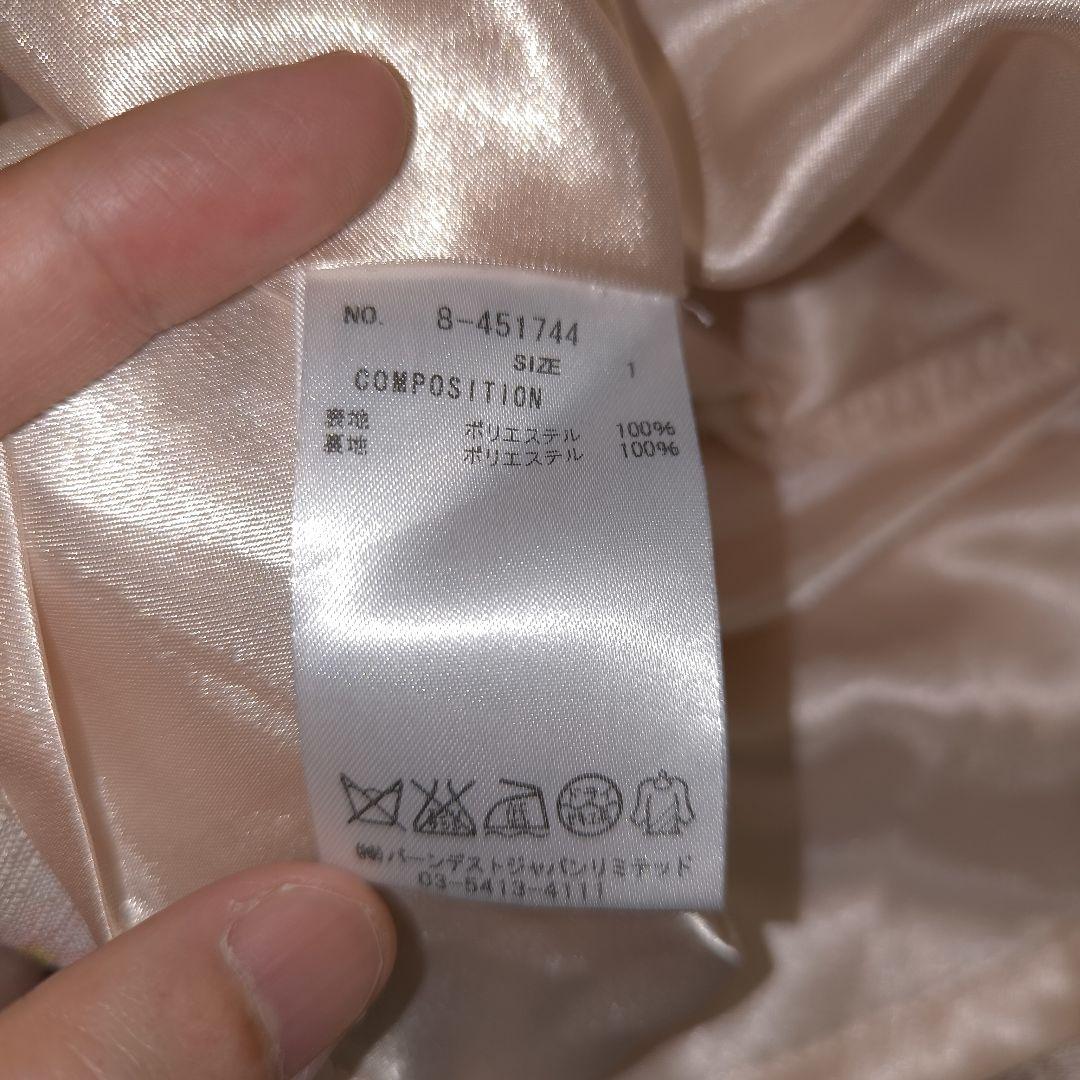 NO. 8-451744
SIZE 1
COMPOSITION
表地 ポリエステル 100%
裏地 ポリエステル 100%
㈱バーンデストジャパンリミテッド
03-5413-4111